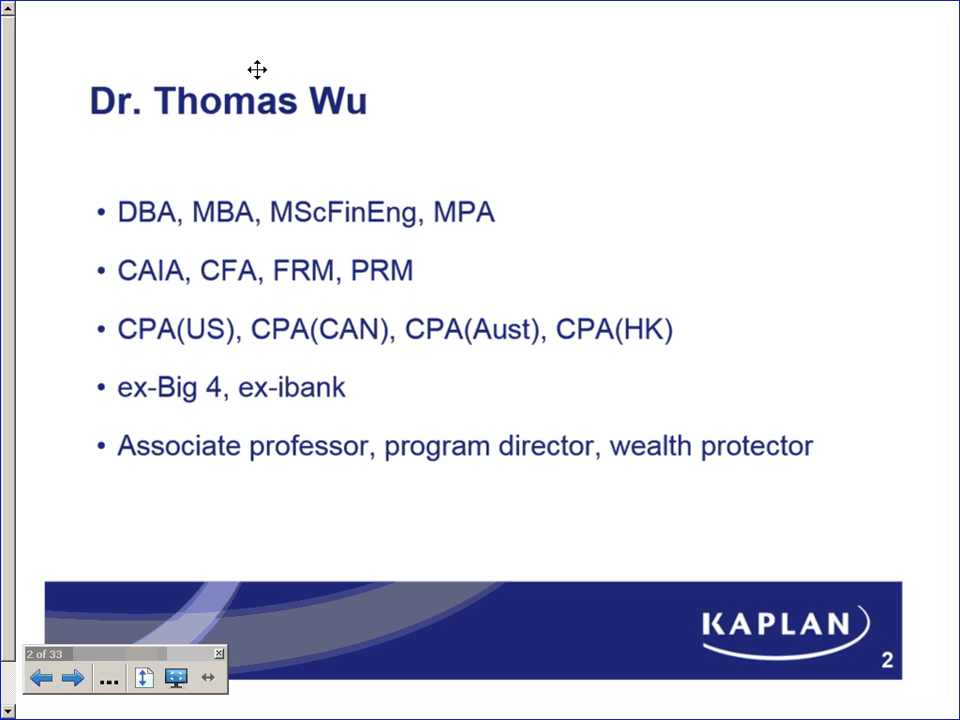 Dr. Thomas Wu
• DBA, MBA, MScFinEng, MPA
• CAIA, CFA, FRM, PRM
• CPA(US), CPA(CAN), CPA(Aust), CPA(HK)
• ex-Big 4, ex-ibank
• Associate professor, program director, wealth protector
KAPLAN
2
2 of 33
...